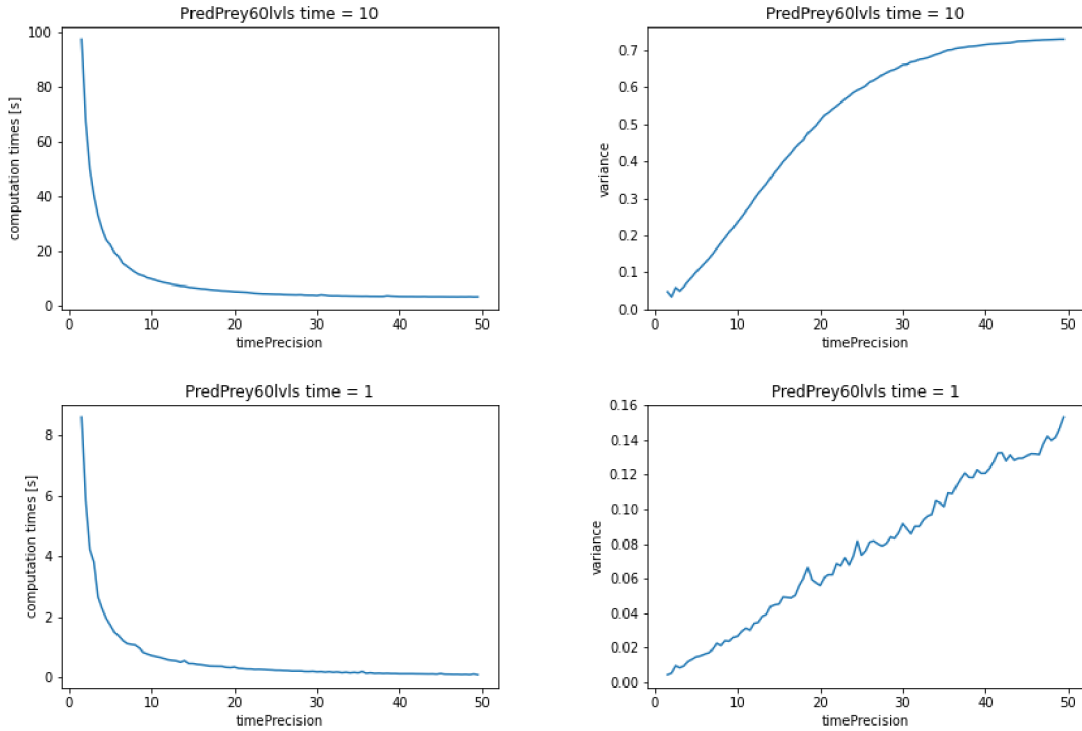 PredPrey60lvls time = 10
computation times [s]
100
80
60
40
20
0
0 10 20 30 40 50
timePrecision
PredPrey60lvls time = 10
variance
0.7
0.6
0.5
0.4
0.3
0.2
0.1
0.0
0 10 20 30 40 50
timePrecision
PredPrey60lvls time = 1
computation times [s]
8
6
4
2
0
0 10 20 30 40 50
timePrecision
PredPrey60lvls time = 1
variance
0.16
0.14
0.12
0.10
0.08
0.06
0.04
0.02
0.00
0 10 20 30 40 50
timePrecision